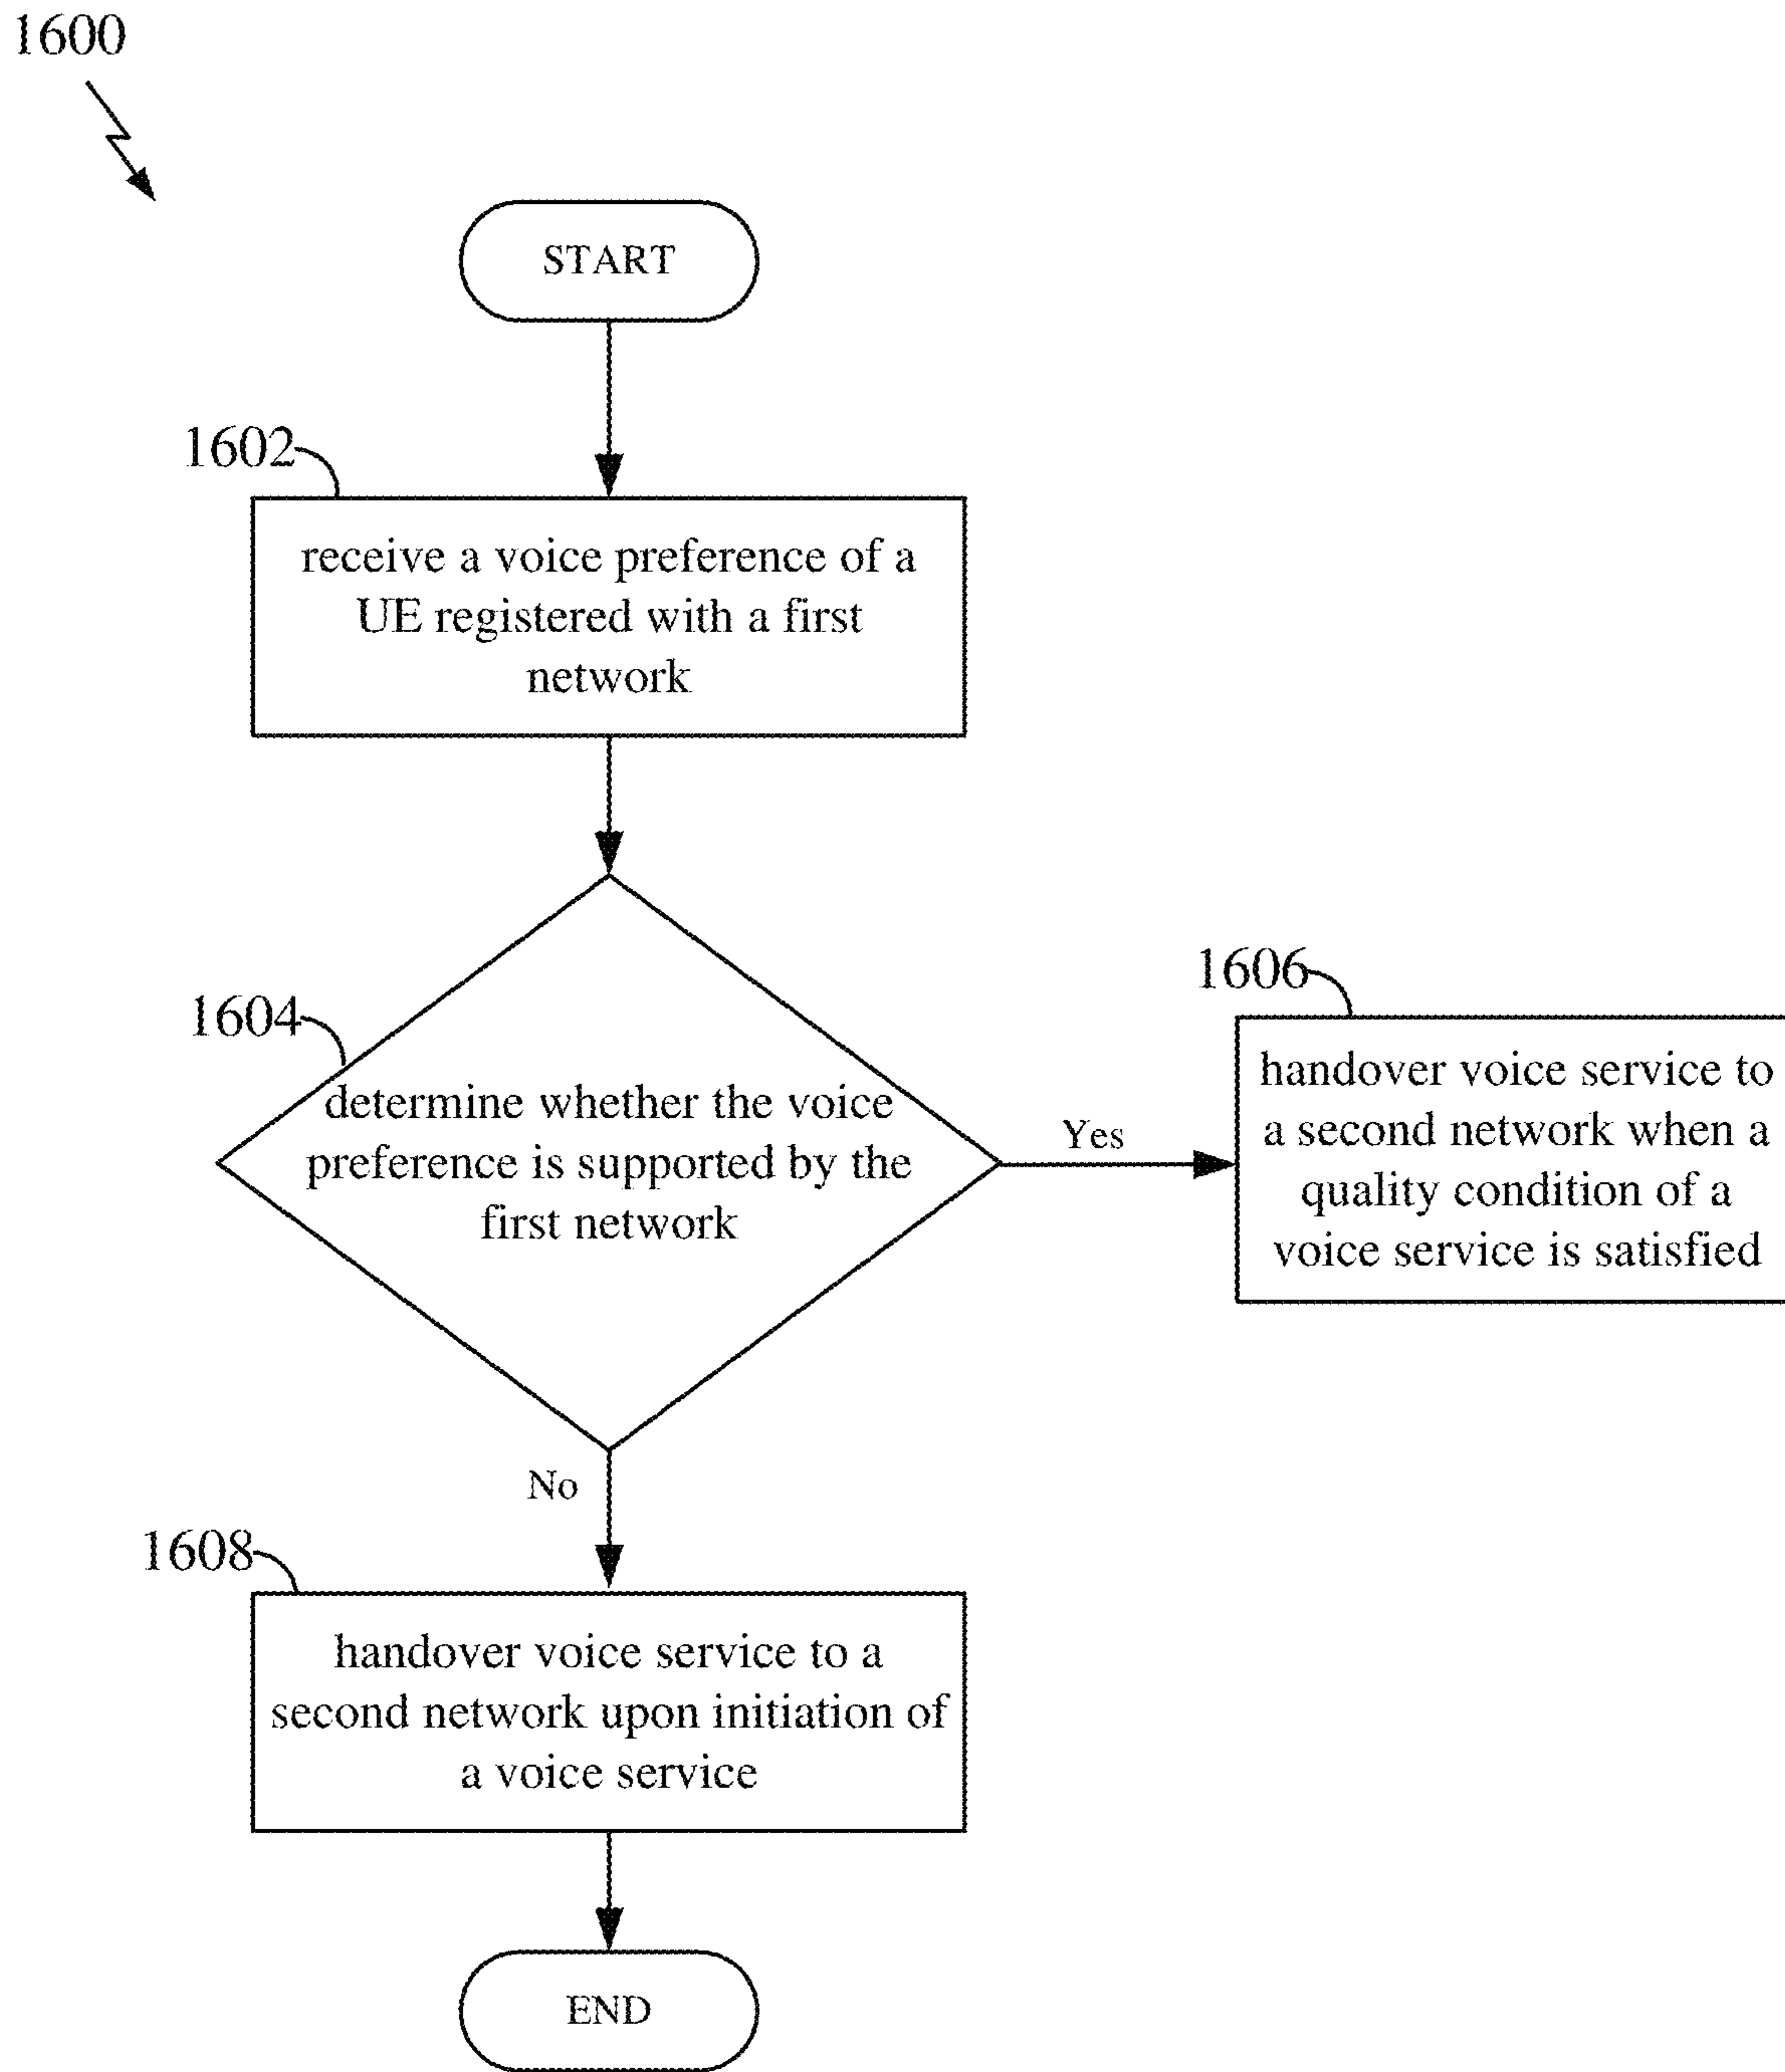 1600
START
1602
receive a voice preference of a
UE registered with a first
network
1604
determine whether the voice
preference is supported by the
first network
Yes
1606
handover voice service to
a second network when a
quality condition of a
voice service is satisfied
No
1608
handover voice service to a
second network upon initiation of
a voice service
END